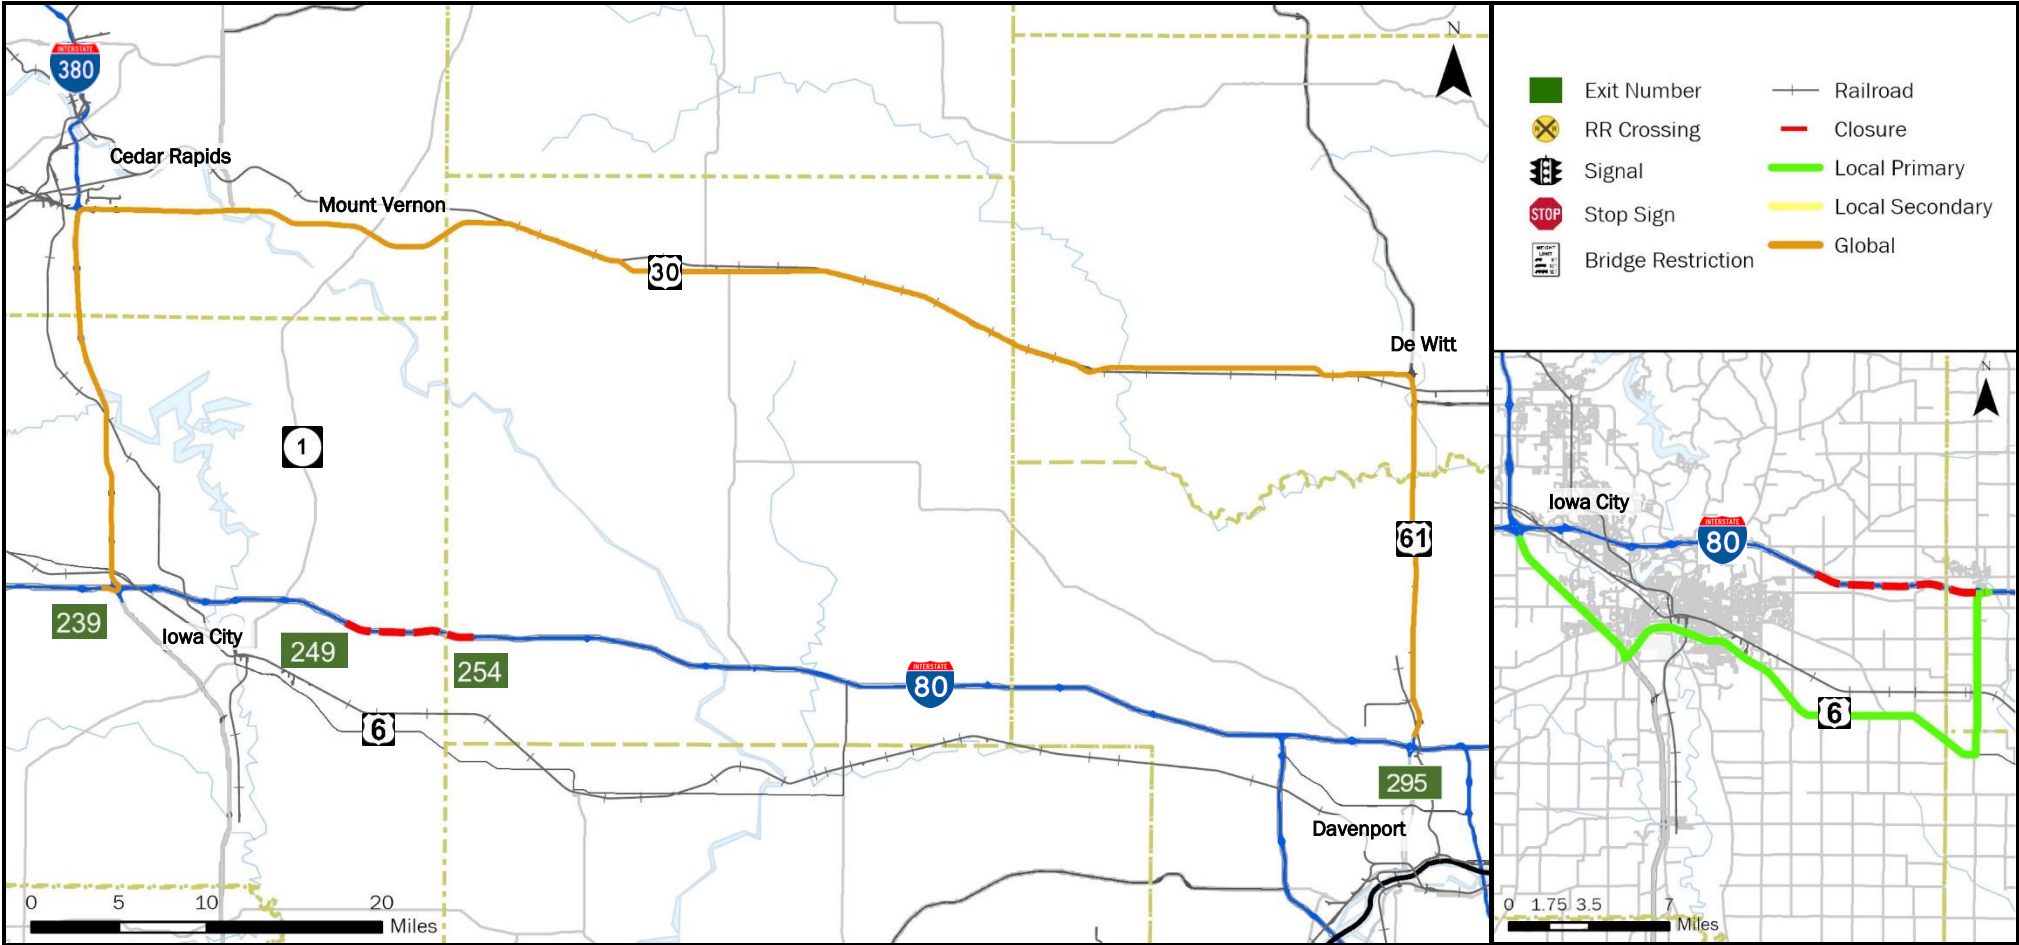 INTERSTATE
380
Cedar Rapids
Mount Vernon
30
N
De Witt
1
61
239
Iowa City
249
254
INTERSTATE
80
6
295
Davenport
0 5 10 20
Miles
Exit Number
RR Crossing
Signal
STOP
Stop Sign
WEIGHT
LIMIT
Bridge Restriction
Railroad
Closure
Local Primary
Local Secondary
Global
N
Iowa City
INTERSTATE
80
6
0 1.75 3.5 7
Miles